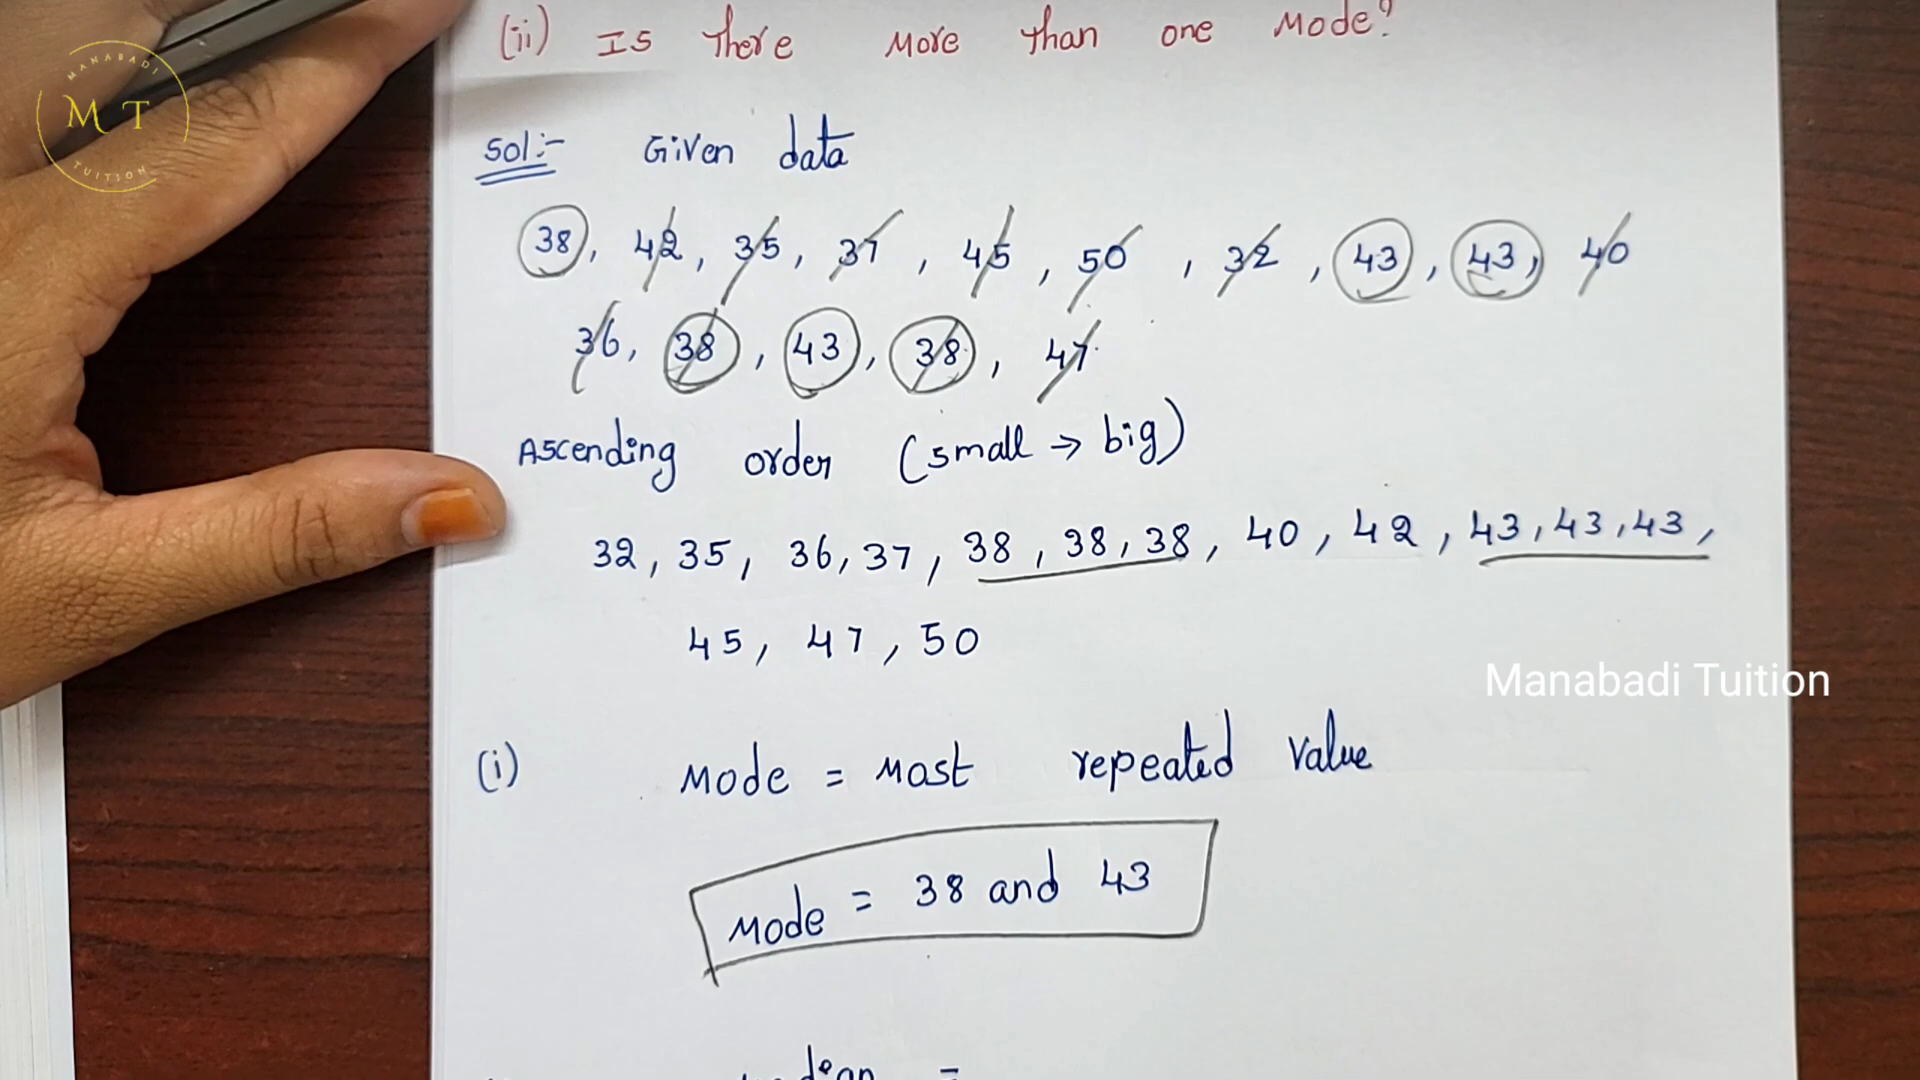 (ii) Is there more than one mode?
MANABADI
M T
TUITION
Sol:- Given data
38, 42, 35, 37, 45, 50, 32, 43, 43, 40
36, 38, 43, 38, 47
Ascending order (small → big)
32, 35, 36, 37, 38, 38, 38, 40, 42, 43, 43, 43,
45, 47, 50
Manabadi Tuition
(i) Mode = Most repeated value
Mode = 38 and 43
=